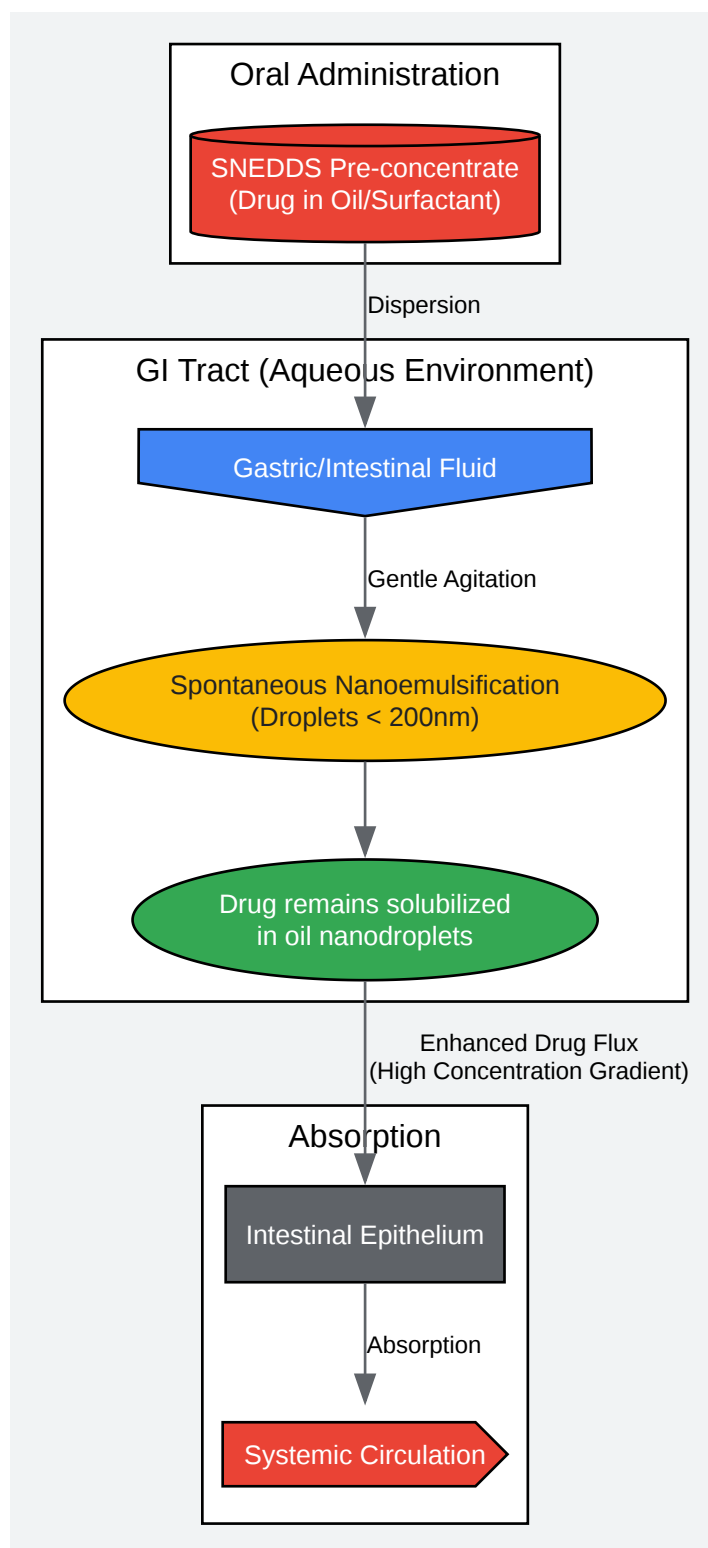 Oral Administration
SNEDDS Pre-concentrate
(Drug in Oil/Surfactant)
Dispersion
GI Tract (Aqueous Environment)
Gastric/Intestinal Fluid
Gentle Agitation
Spontaneous Nanoemulsification
(Droplets < 200nm)
Drug remains solubilized
in oil nanodroplets
Enhanced Drug Flux
(High Concentration Gradient)
Absorption
Intestinal Epithelium
Absorption
Systemic Circulation